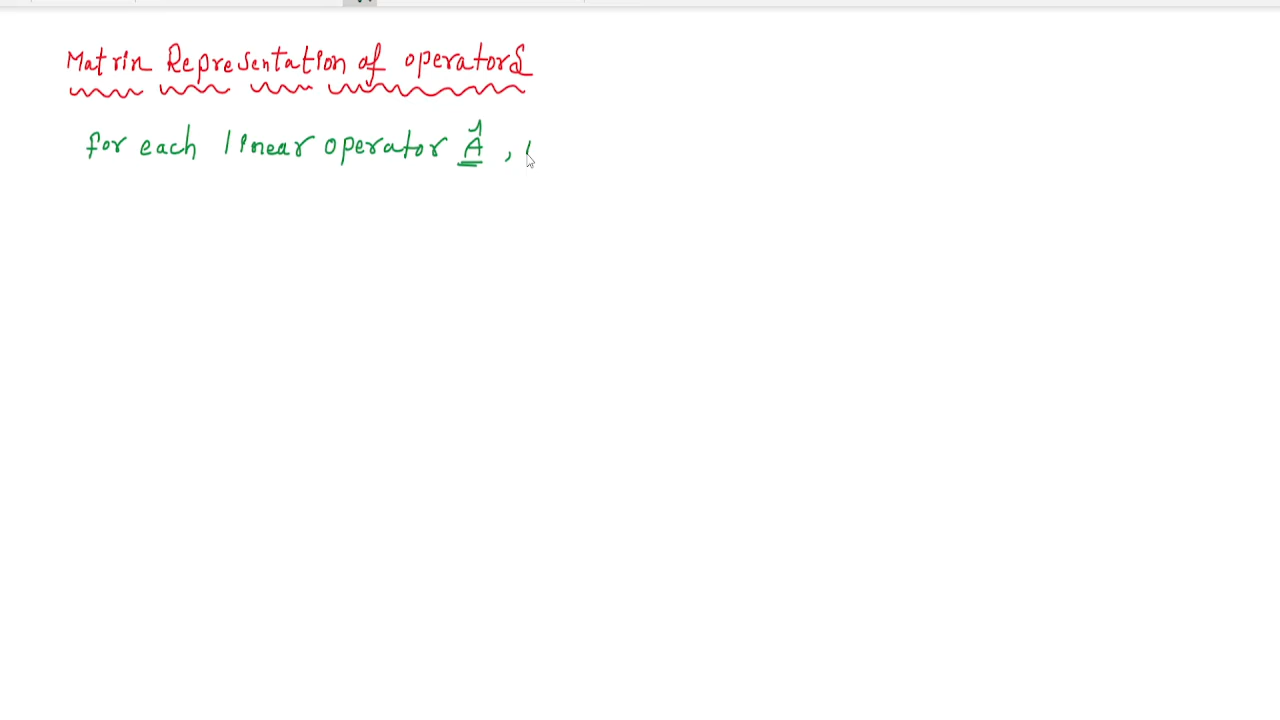 Matrix Representation of operators
for each linear operator Â ,